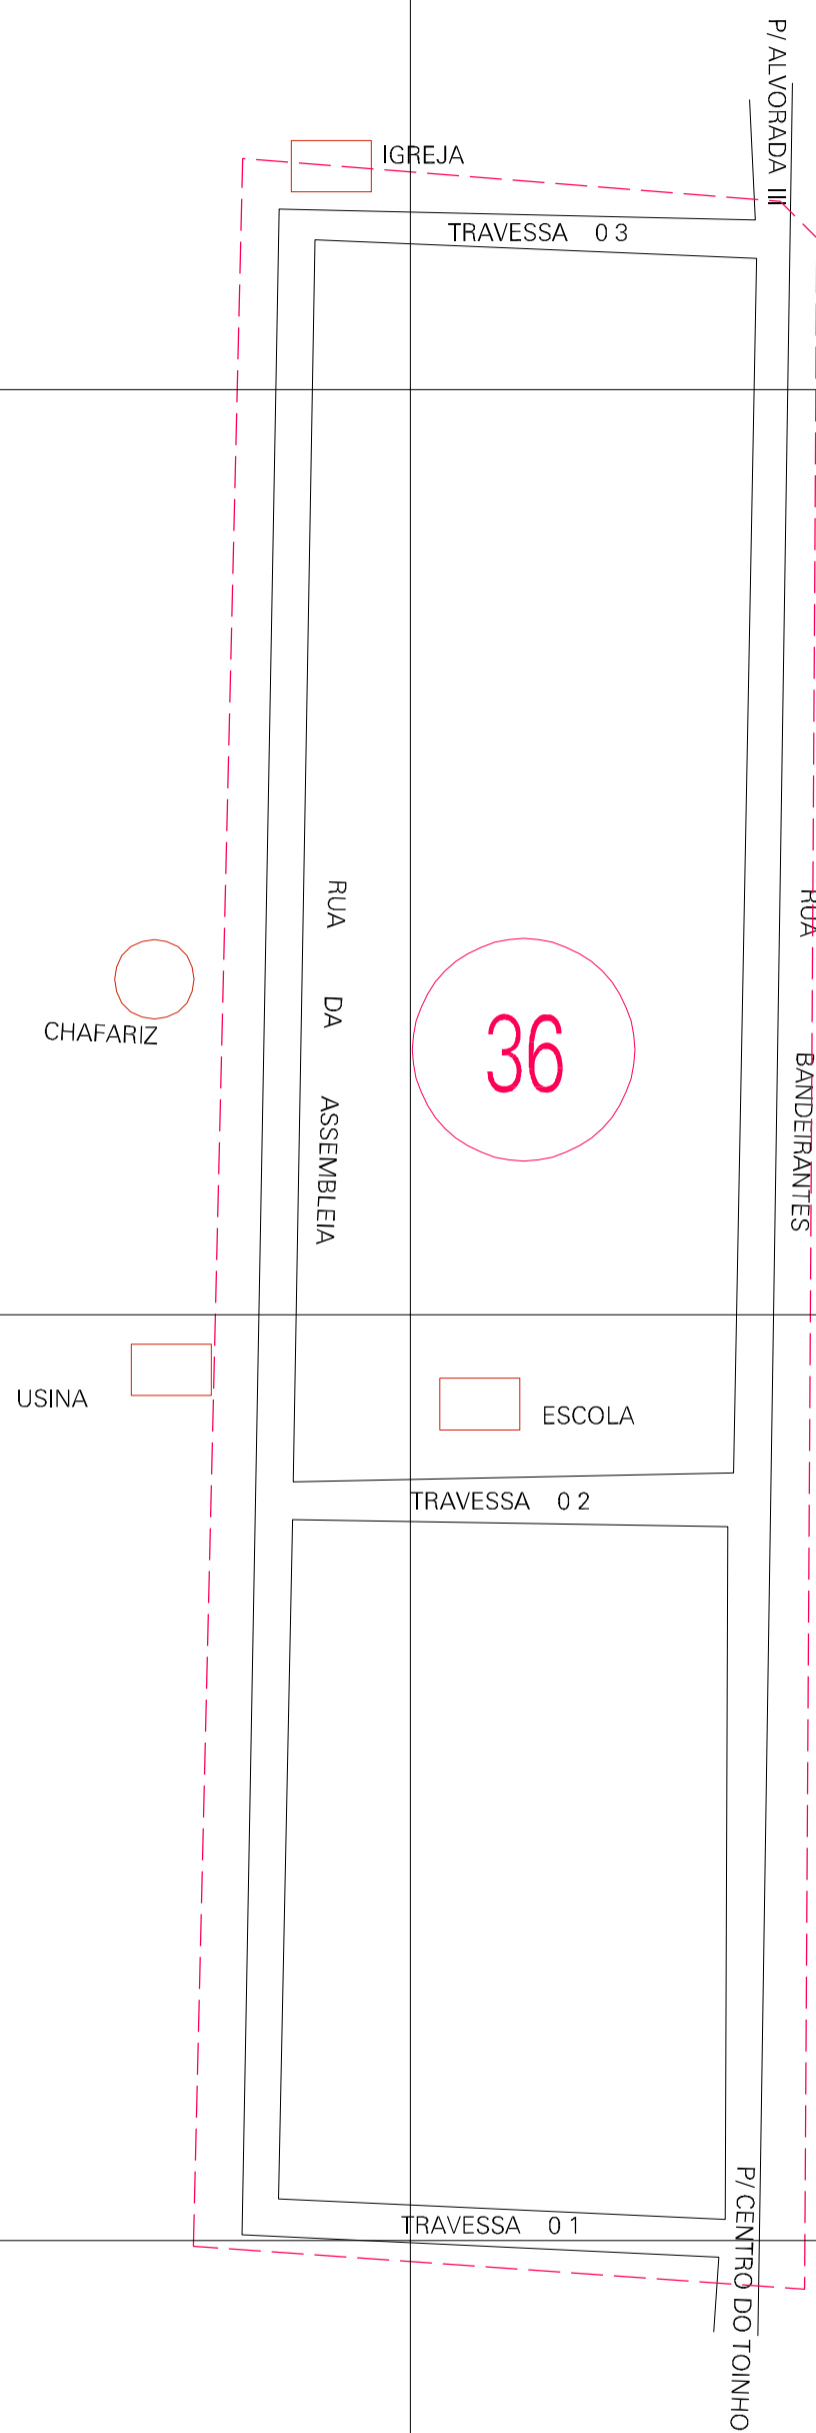 P/ ALVORADA III
IGREJA
TRAVESSA 03
RUA DA ASSEMBLEIA
RUA BANDEIRANTES
CHAFARIZ
36
USINA
ESCOLA
TRAVESSA 02
TRAVESSA 01
P/ CENTRO DO TOINHO